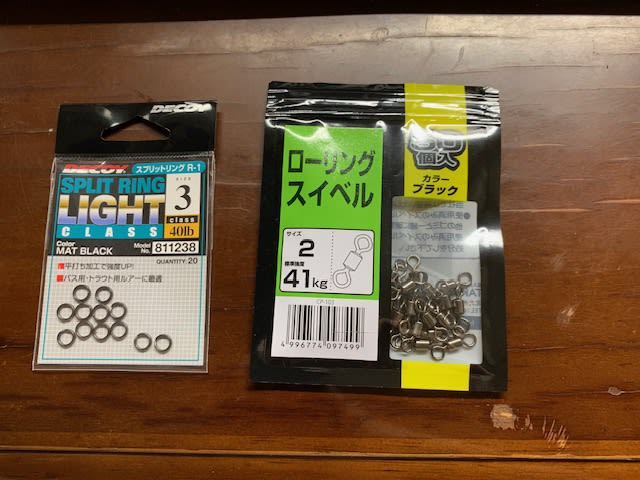 DECOY
DECOY スプリットリング R-1
SPLIT RING
LIGHT
CLASS
SIZE
3
class
40lb
Color
MAT BLACK
Model No. 811238
QUANTITY: 20
平打ち加工で強度UP!
バス用・トラウト用ルアーに最適
ローリング
スイベル
サイズ
2
標準強度
41kg
CP-103
4 996774 097499
個入
カラー
ブラック